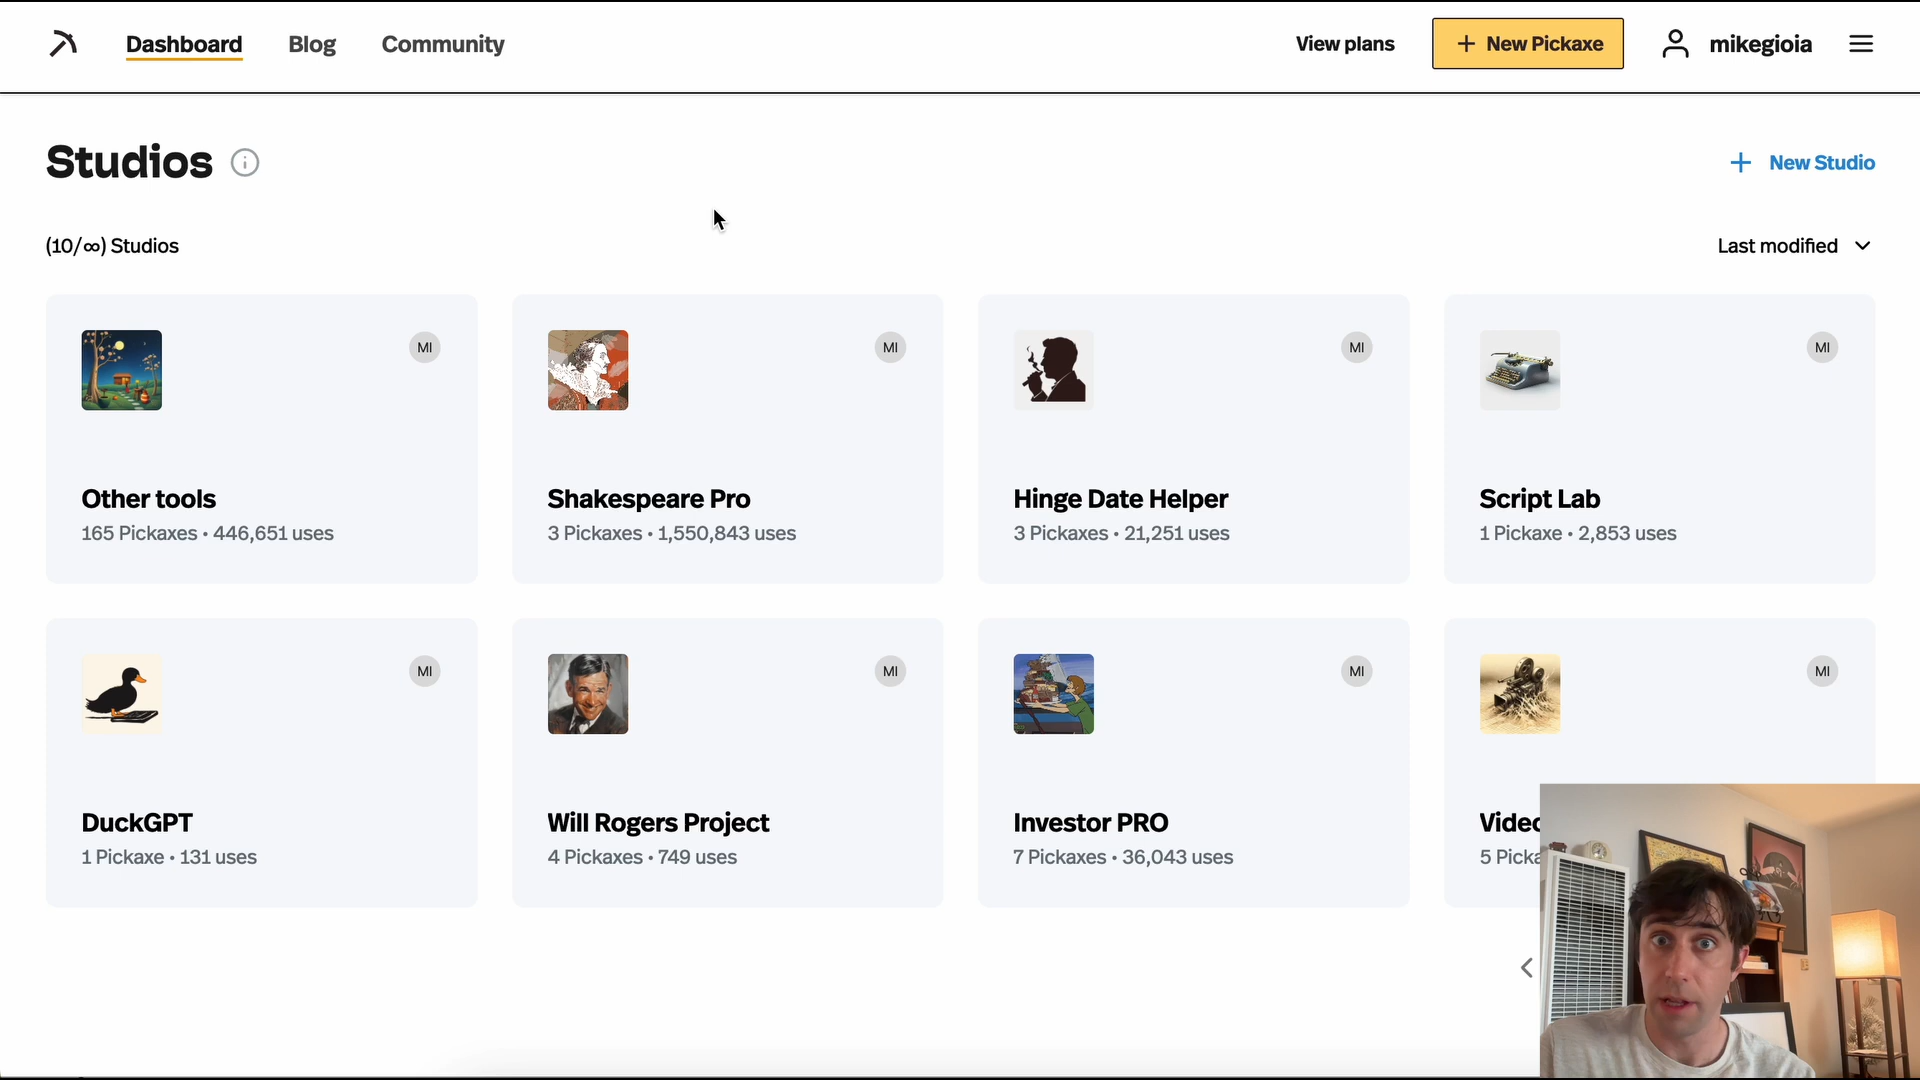 Dashboard Blog Community View plans + New Pickaxe mikegioia
Studios
+ New Studio
(10/∞) Studios
Last modified
MI MI MI MI
Other tools Shakespeare Pro Hinge Date Helper Script Lab
165 Pickaxes • 446,651 uses 3 Pickaxes • 1,550,843 uses 3 Pickaxes • 21,251 uses 1 Pickaxe • 2,853 uses
MI MI MI MI
DuckGPT Will Rogers Project Investor PRO
1 Pickaxe • 131 uses 4 Pickaxes • 749 uses 7 Pickaxes • 36,043 uses 5